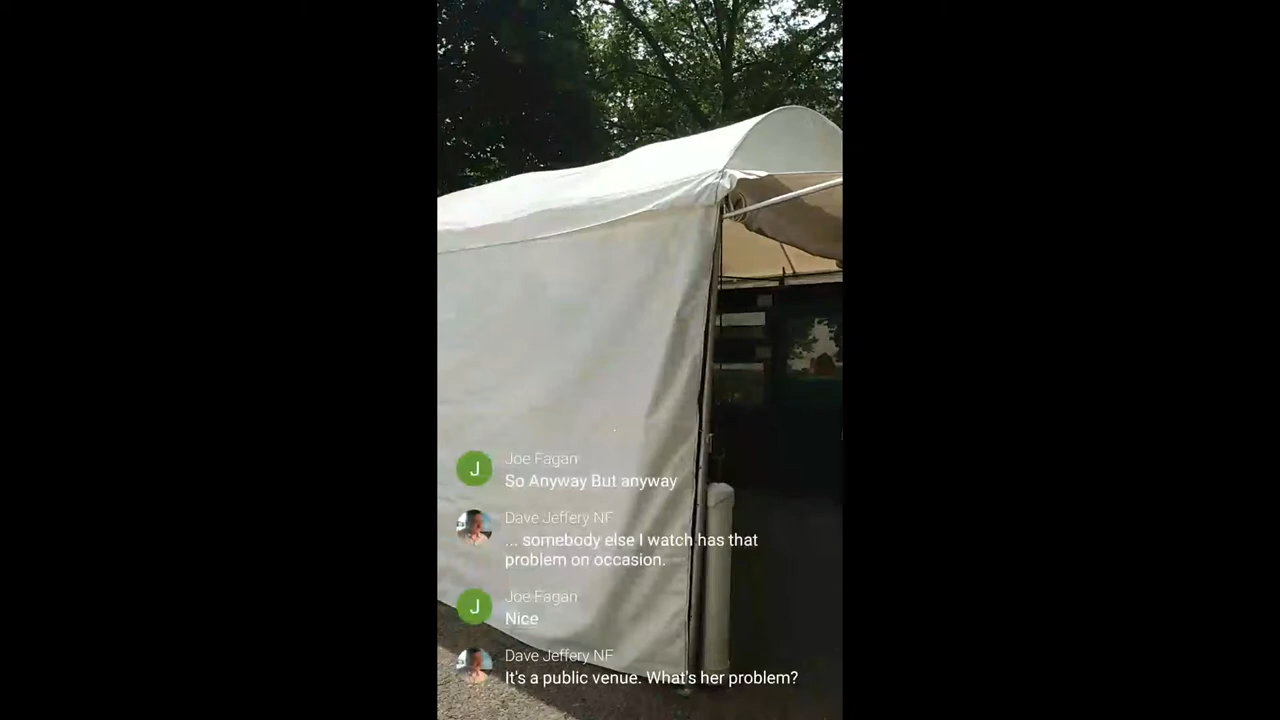 Joe Fagan
So Anyway But anyway
Dave Jeffery NF
... somebody else I watch has that
problem on occasion.
Joe Fagan
Nice
Dave Jeffery NF
It's a public venue. What's her problem?